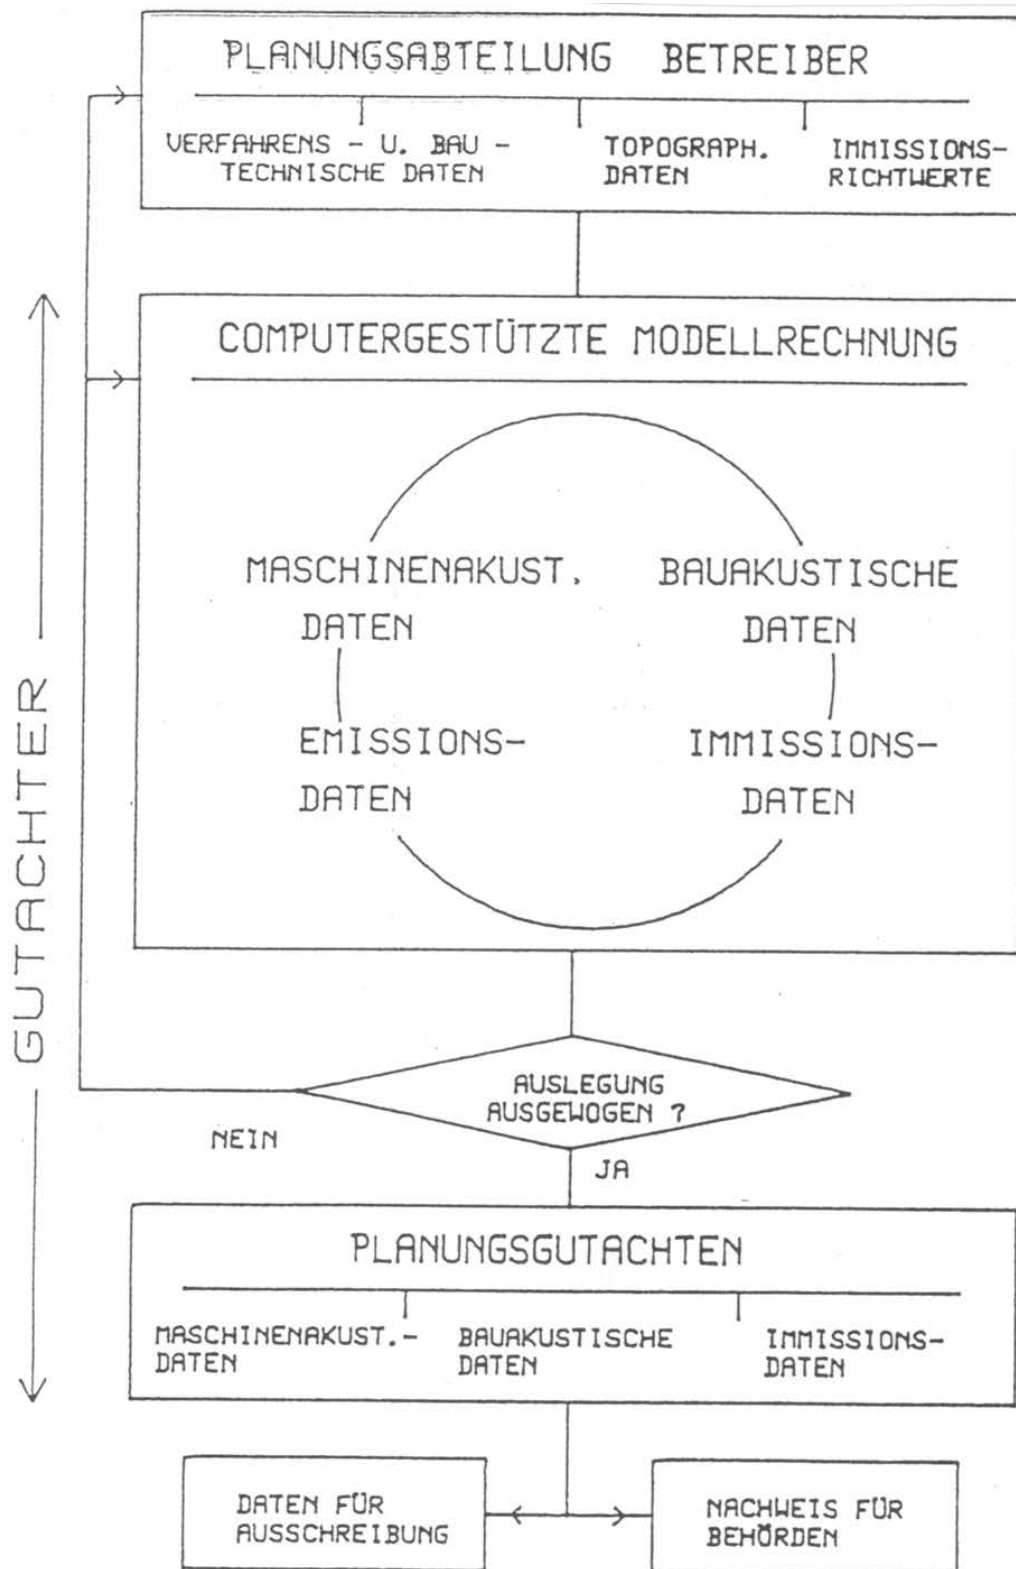 PLANUNGSABTEILUNG BETREIBER
VERFAHRENS - U. BAU -
TECHNISCHE DATEN
TOPOGRAPH.
DATEN
IMMISSIONS-
RICHTWERTE
COMPUTERGESTÜTZTE MODELLRECHNUNG
MASCHINENAKUST.
DATEN
BAUAKUSTISCHE
DATEN
EMISSIONS-
DATEN
IMMISSIONS-
DATEN
GUTACHTER
AUSLEGUNG
AUSGEWOGEN ?
NEIN
JA
PLANUNGSGUTACHTEN
MASCHINENAKUST.-
DATEN
BAUAKUSTISCHE
DATEN
IMMISSIONS-
DATEN
DATEN FÜR
AUSSCHREIBUNG
NACHWEIS FÜR
BEHÖRDEN